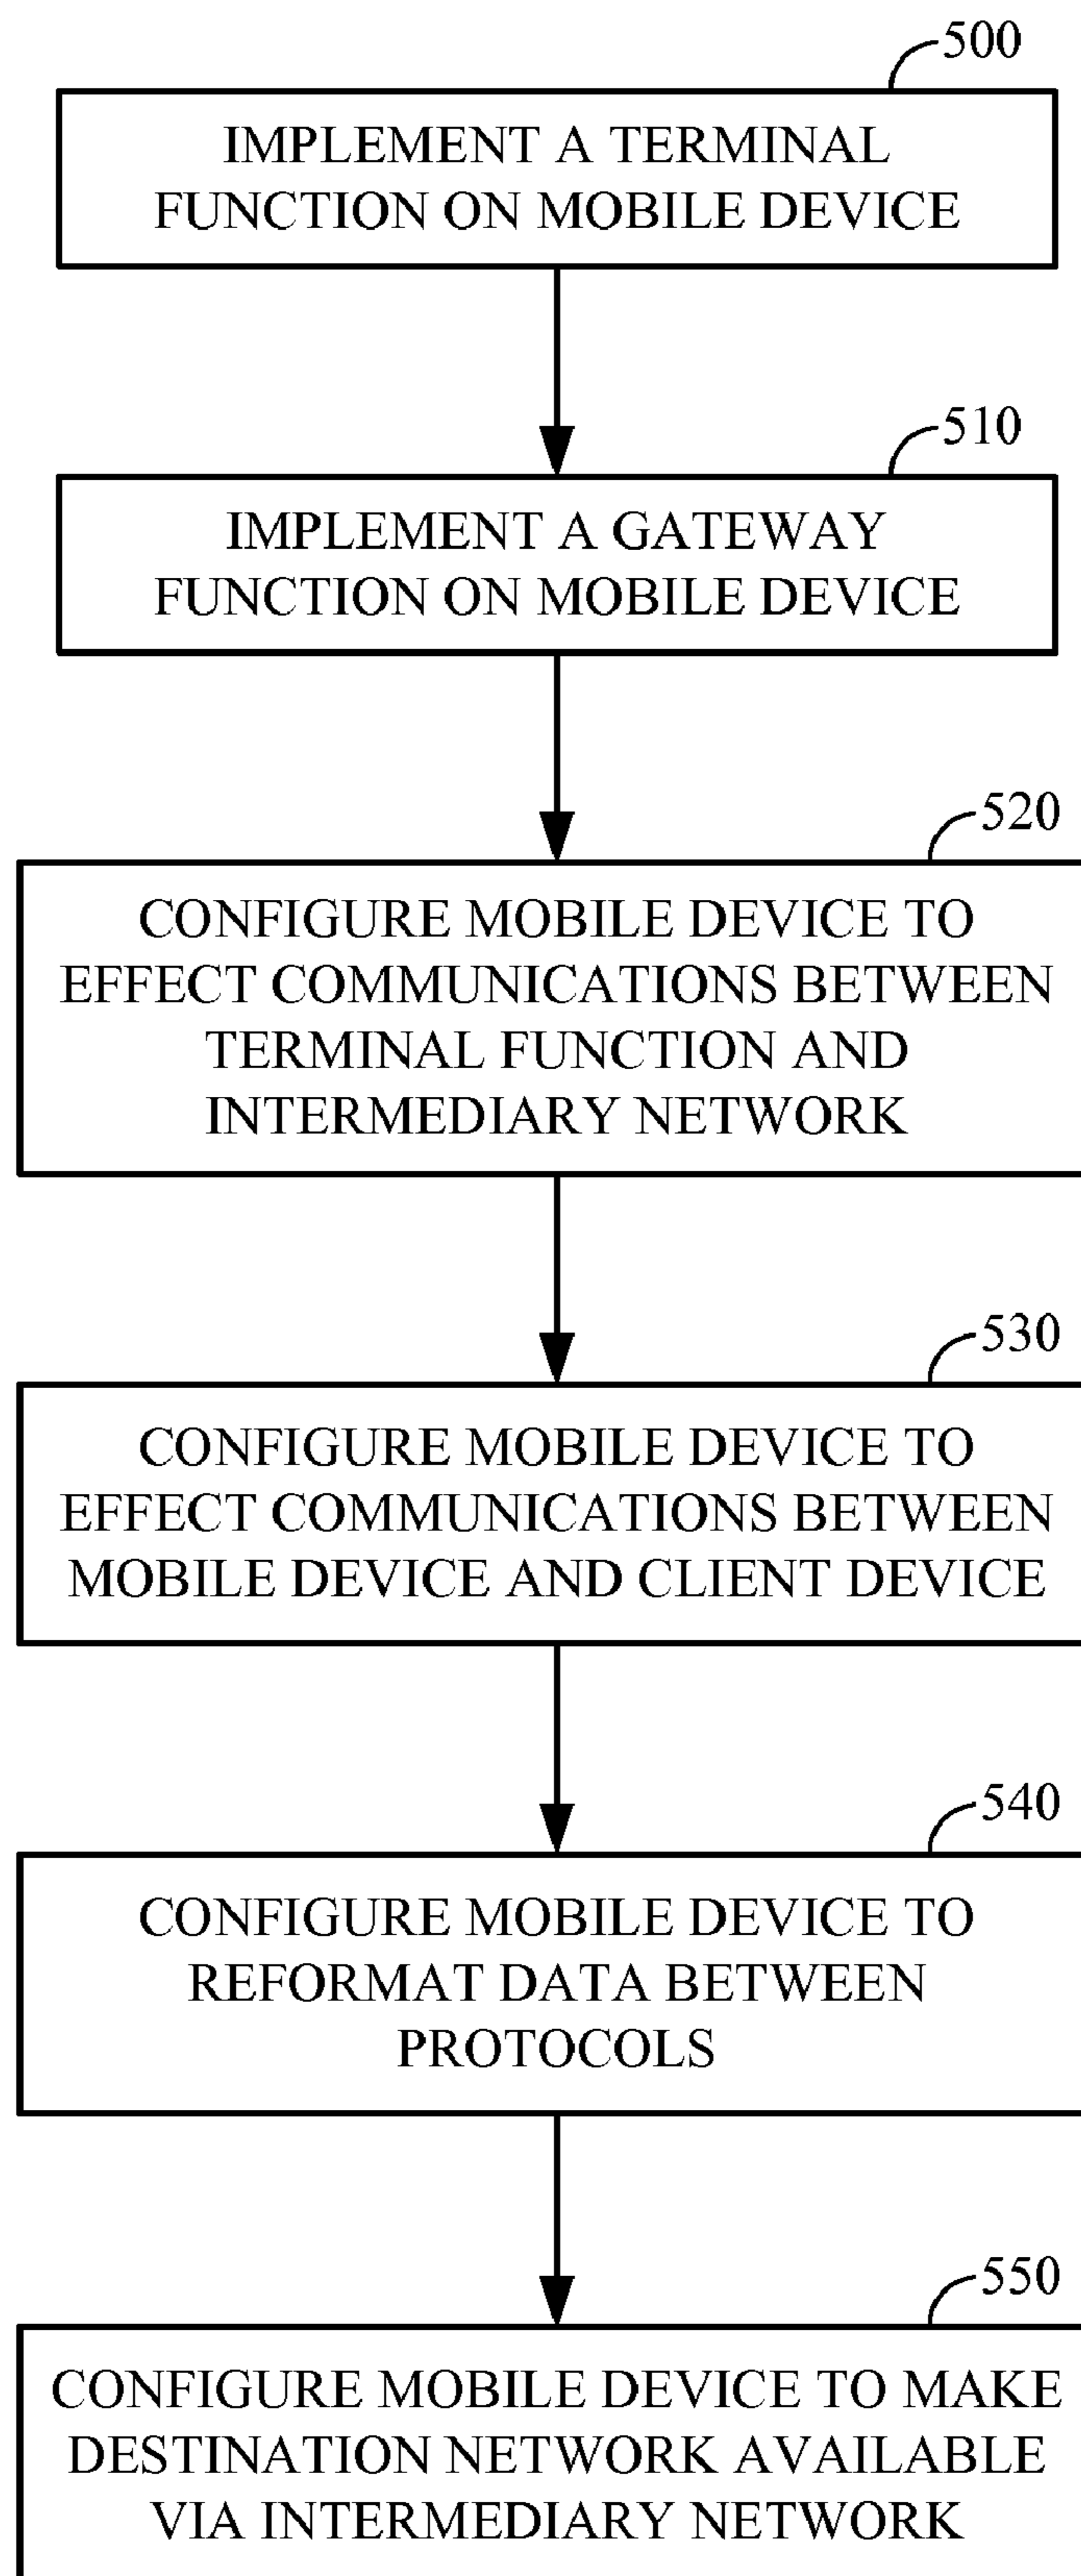 500
IMPLEMENT A TERMINAL
FUNCTION ON MOBILE DEVICE
510
IMPLEMENT A GATEWAY
FUNCTION ON MOBILE DEVICE
520
CONFIGURE MOBILE DEVICE TO
EFFECT COMMUNICATIONS BETWEEN
TERMINAL FUNCTION AND
INTERMEDIARY NETWORK
530
CONFIGURE MOBILE DEVICE TO
EFFECT COMMUNICATIONS BETWEEN
MOBILE DEVICE AND CLIENT DEVICE
540
CONFIGURE MOBILE DEVICE TO
REFORMAT DATA BETWEEN
PROTOCOLS
550
CONFIGURE MOBILE DEVICE TO MAKE
DESTINATION NETWORK AVAILABLE
VIA INTERMEDIARY NETWORK